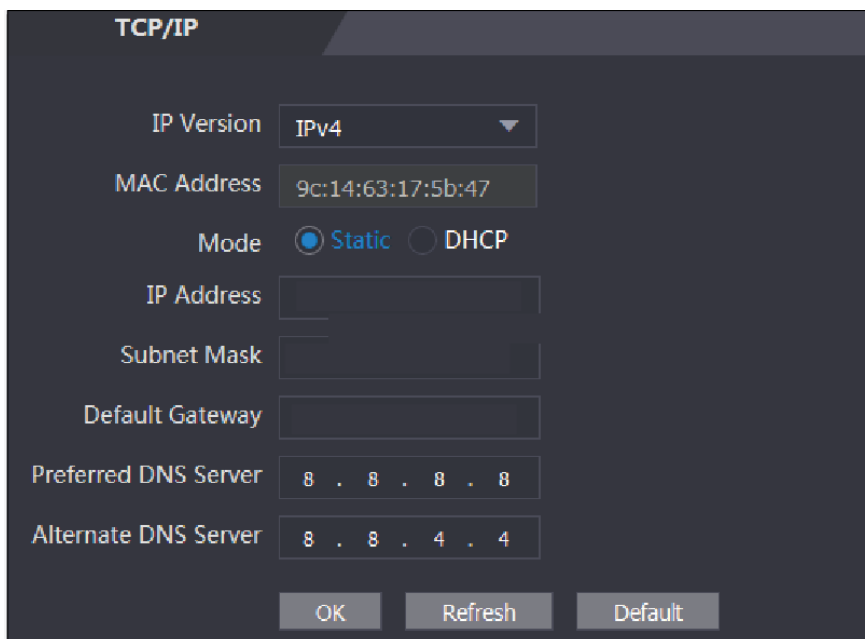 TCP/IP
IP Version IPv4
MAC Address 9c:14:63:17:5b:47
Mode Static DHCP
IP Address
Subnet Mask
Default Gateway
Preferred DNS Server 8 . 8 . 8 . 8
Alternate DNS Server 8 . 8 . 4 . 4
OK Refresh Default